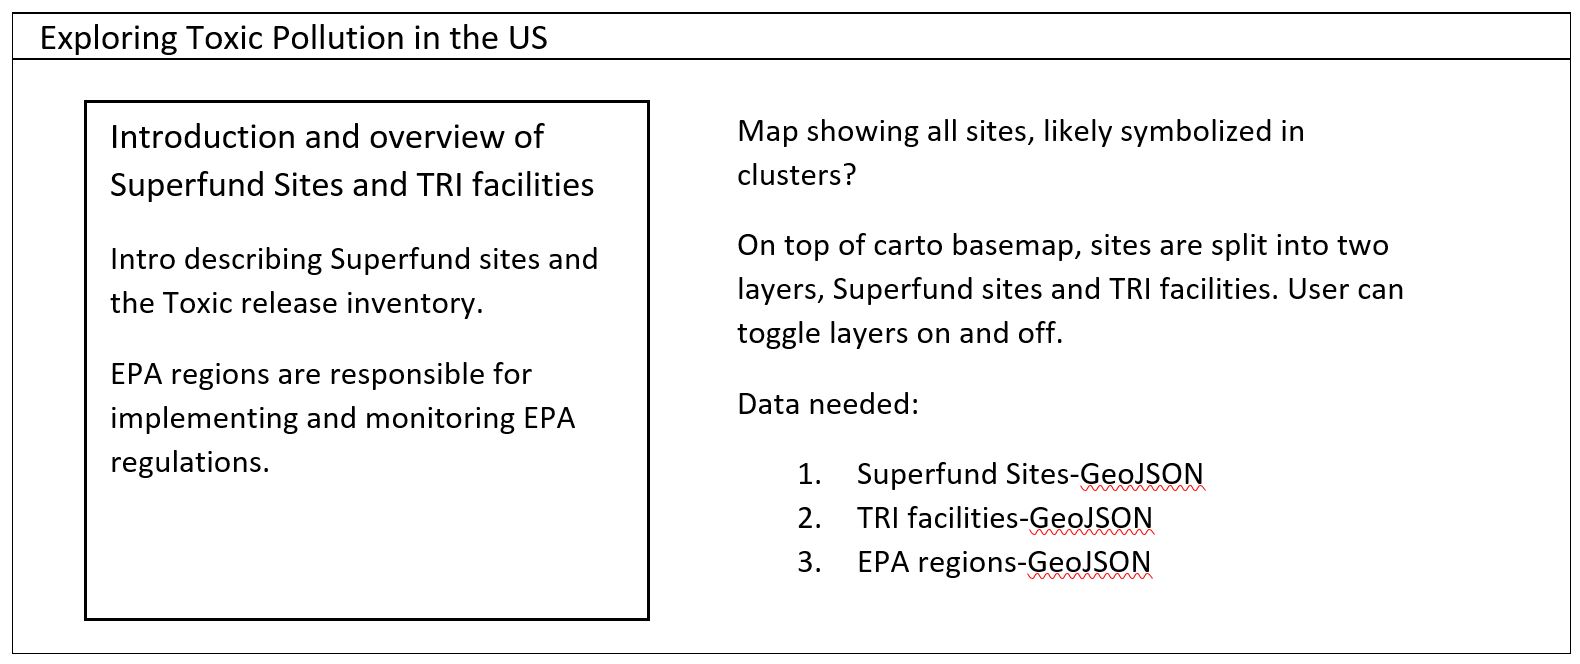 Exploring Toxic Pollution in the US
Introduction and overview of
Superfund Sites and TRI facilities
Intro describing Superfund sites and
the Toxic release inventory.
EPA regions are responsible for
implementing and monitoring EPA
regulations.
Map showing all sites, likely symbolized in
clusters?
On top of carto basemap, sites are split into two
layers, Superfund sites and TRI facilities. User can
toggle layers on and off.
Data needed:
1. Superfund Sites-GeoJSON
2. TRI facilities-GeoJSON
3. EPA regions-GeoJSON